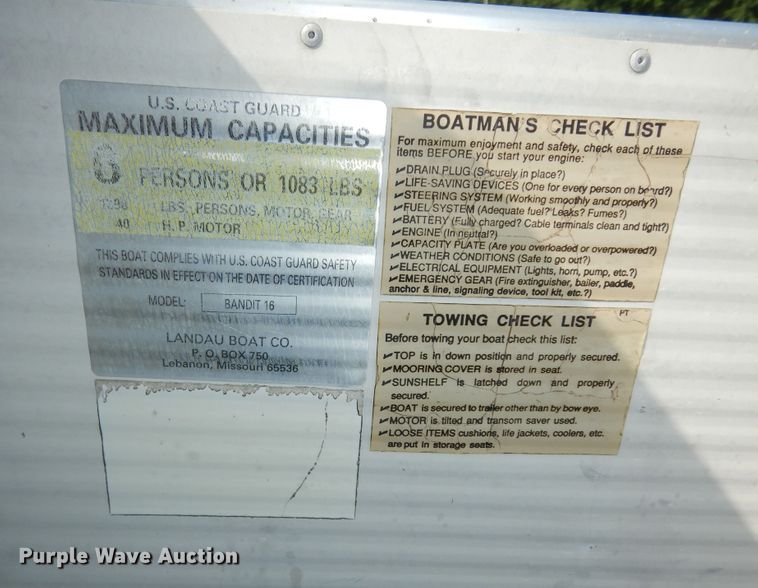 U.S. COAST GUARD
MAXIMUM CAPACITIES
6 PERSONS OR 1083 LBS
LBS, PERSONS, MOTOR, GEAR
40 H.P. MOTOR
THIS BOAT COMPLIES WITH U.S. COAST GUARD SAFETY
STANDARDS IN EFFECT ON THE DATE OF CERTIFICATION
MODEL: BANDIT 16
LANDAU BOAT CO.
P. O. BOX 750
Lebanon, Missouri 65536
BOATMAN'S CHECK LIST
For maximum enjoyment and safety, check each of these
items BEFORE you start your engine:
✔DRAIN PLUG (Securely in place?)
✔LIFE-SAVING DEVICES (One for every person on board?)
✔STEERING SYSTEM (Working smoothly and properly?)
✔FUEL SYSTEM (Adequate fuel? Leaks? Fumes?)
✔BATTERY (Fully charged? Cable terminals clean and tight?)
✔ENGINE (In neutral?)
✔CAPACITY PLATE (Are you overloaded or overpowered?)
✔WEATHER CONDITIONS (Safe to go out?)
✔ELECTRICAL EQUIPMENT (Lights, horn, pump, etc.?)
✔EMERGENCY GEAR (Fire extinguisher, bailer, paddle,
anchor & line, signaling device, tool kit, etc.?)
PT
TOWING CHECK LIST
Before towing your boat check this list:
✔TOP is in down position and properly secured.
✔MOORING COVER is stored in seat.
✔SUNSHELF is latched down and properly
secured.
✔BOAT is secured to trailer other than by bow eye.
✔MOTOR is tilted and transom saver used.
✔LOOSE ITEMS cushions, life jackets, coolers, etc.
are put in storage seats.
Purple Wave Auction